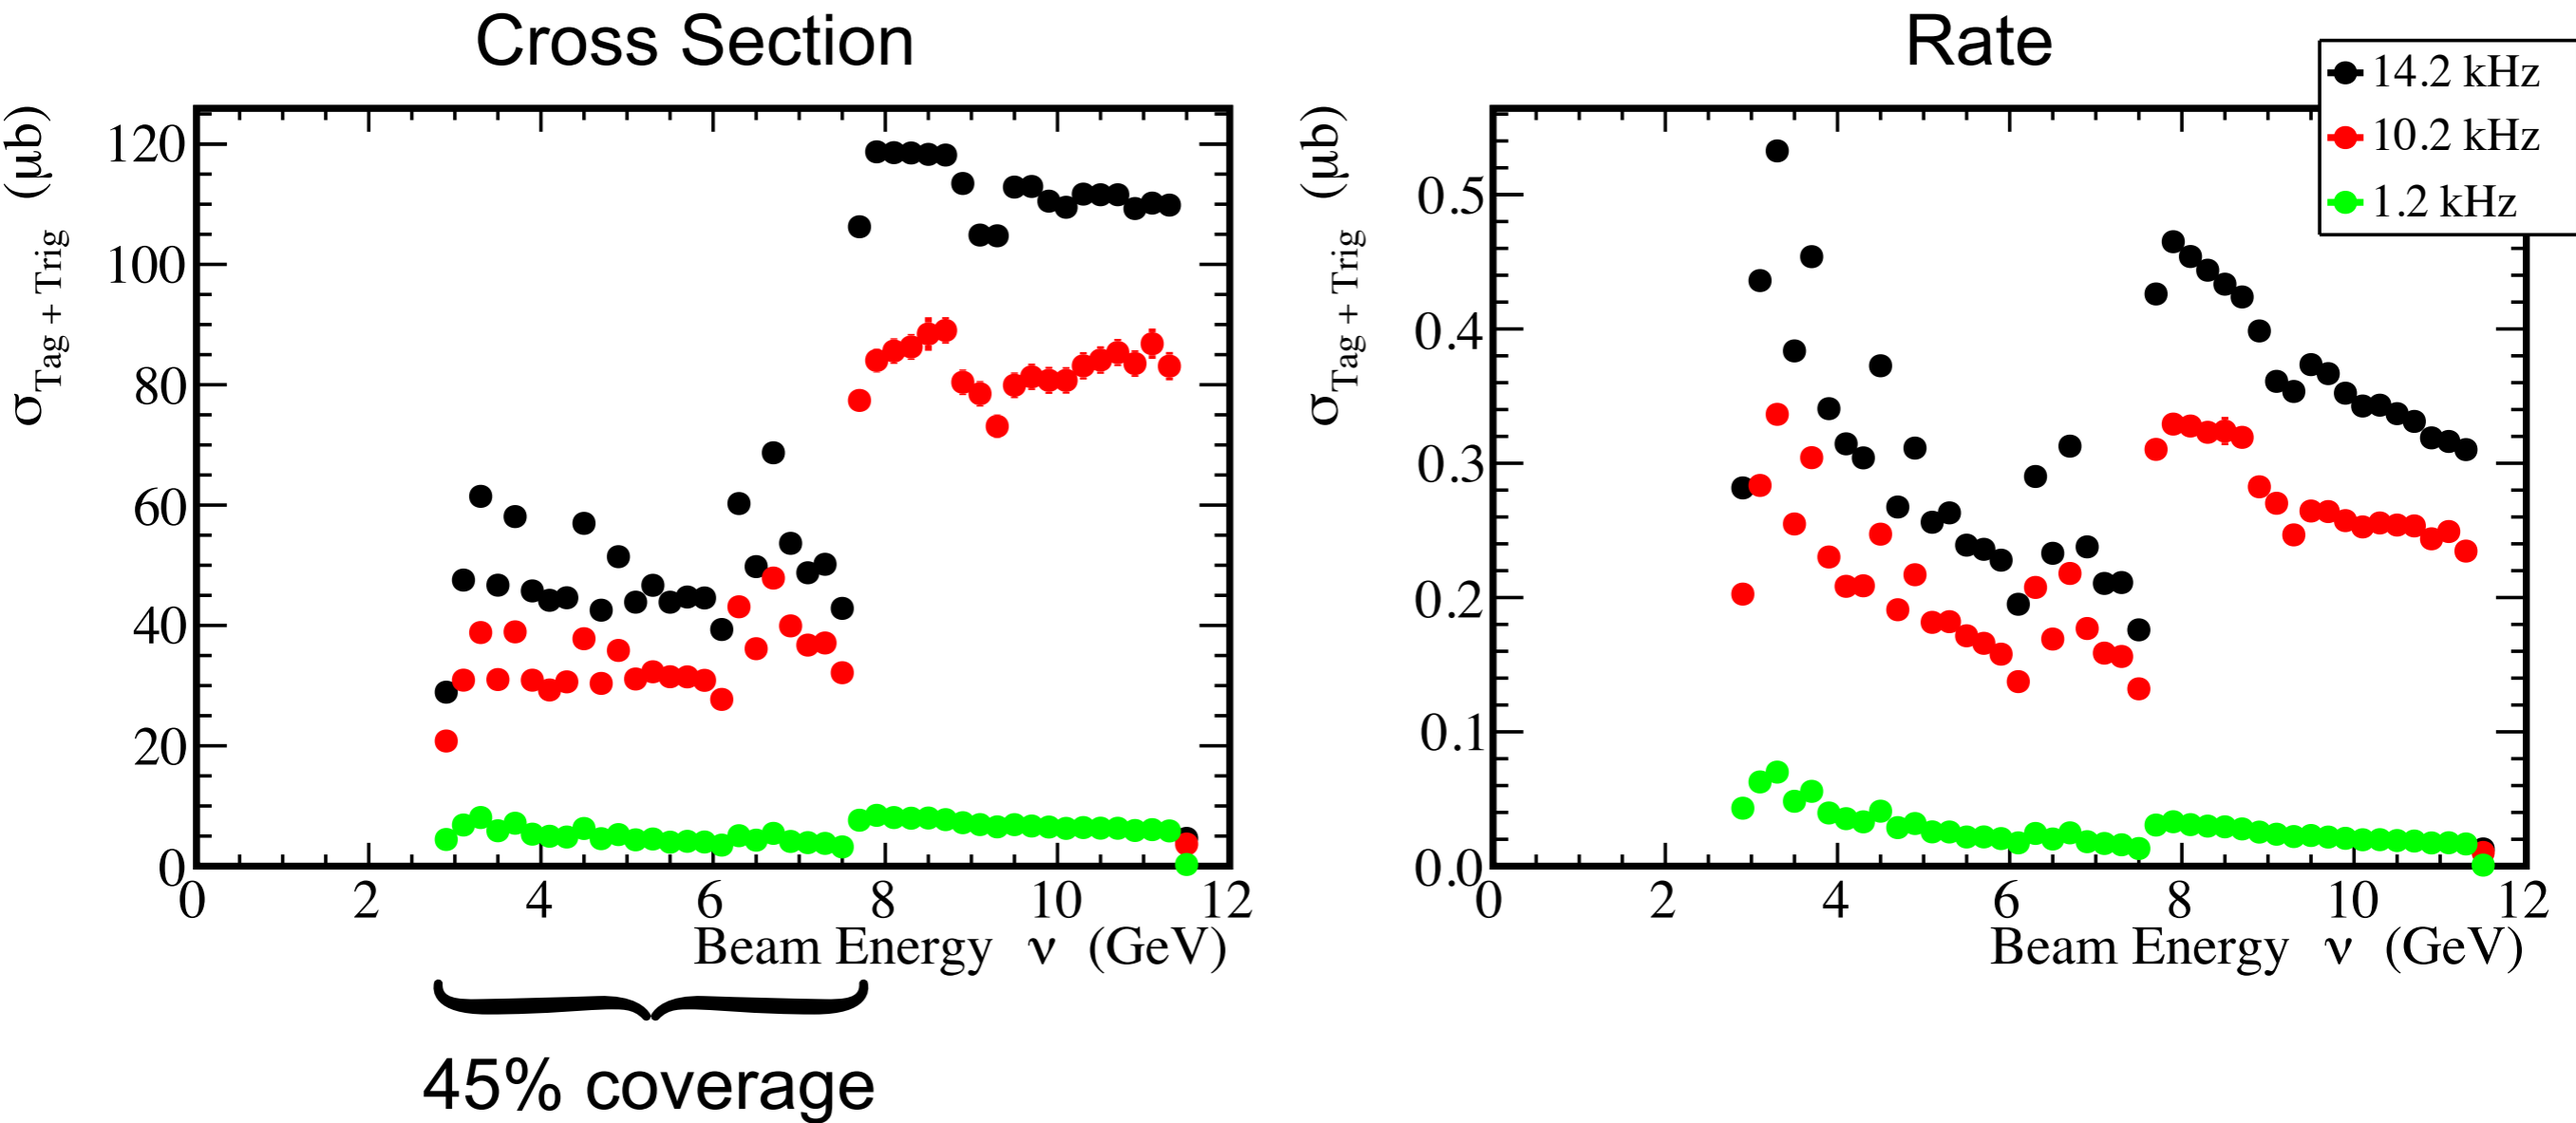 Cross Section
σTag + Trig (μb)
120
100
80
60
40
20
0
0 2 4 6 8 10 12
Beam Energy ν (GeV)
45% coverage
Rate
14.2 kHz
10.2 kHz
1.2 kHz
σTag + Trig (μb)
0.5
0.4
0.3
0.2
0.1
0.0
0 2 4 6 8 10 12
Beam Energy ν (GeV)